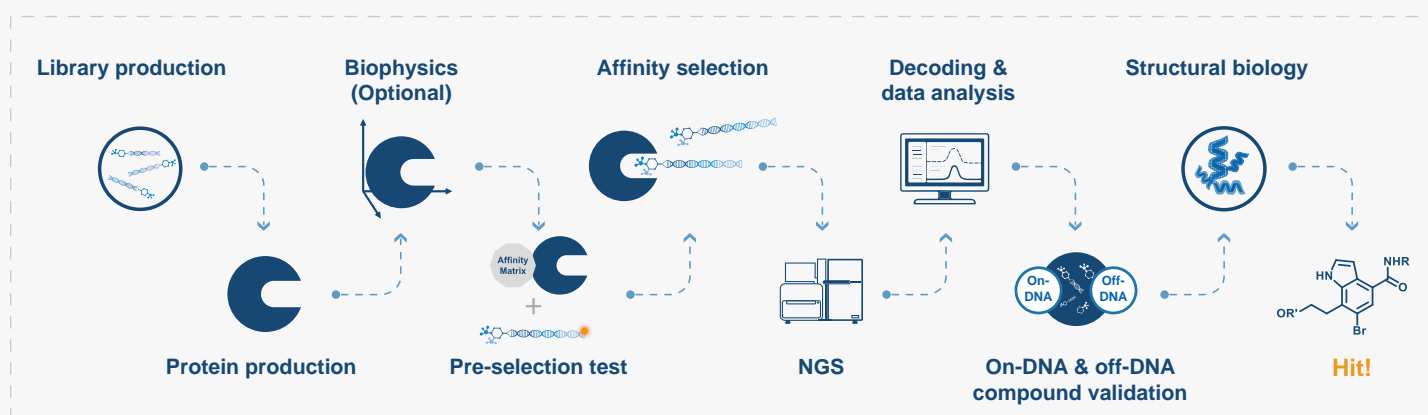 Library production
Biophysics
(Optional)
Affinity selection
Decoding &
data analysis
Structural biology
Affinity
Matrix
+
On-
DNA
Off-
DNA
HN
NHR
O
OR'
Br
Protein production
Pre-selection test
NGS
On-DNA & off-DNA
compound validation
Hit!